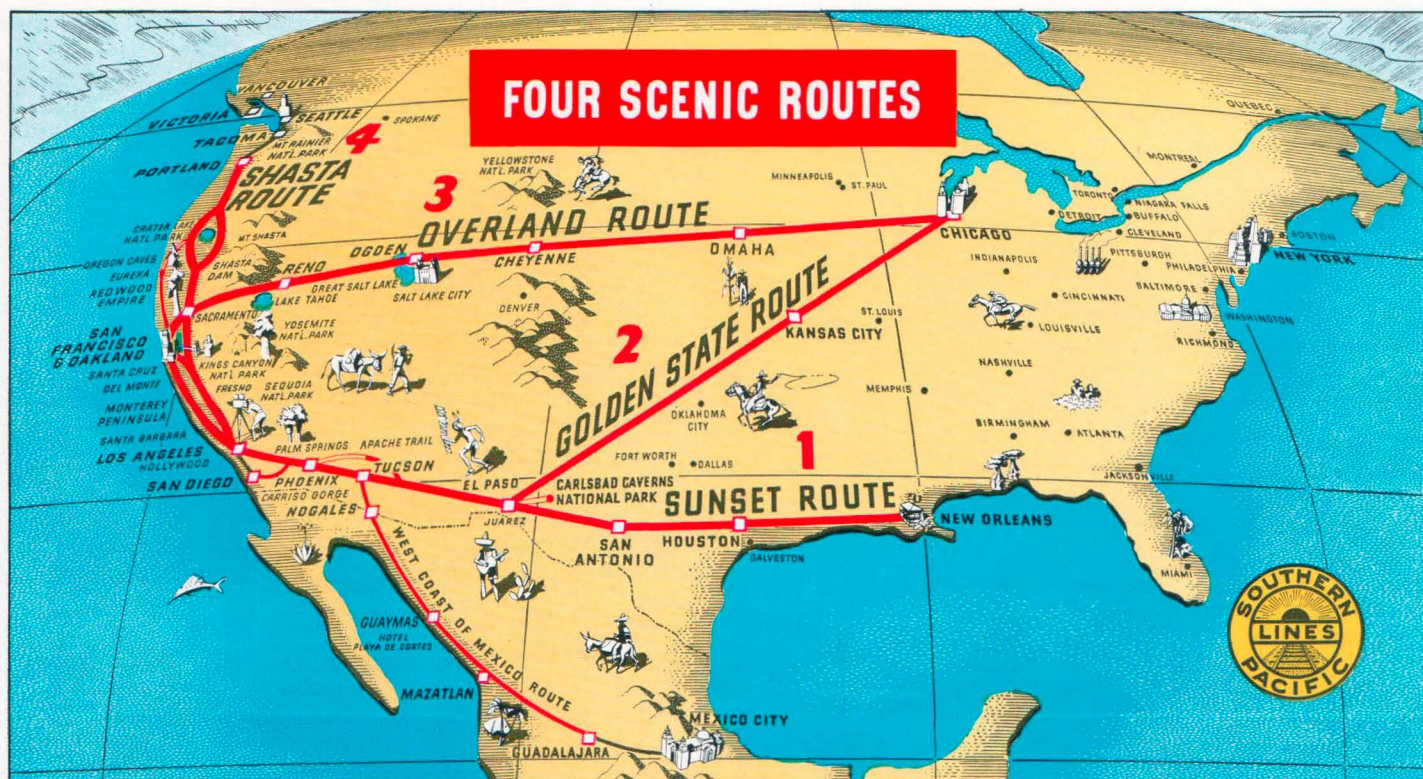 FOUR SCENIC ROUTES
VANCOUVER
VICTORIA
SEATTLE
TACOMA
MT RAINIER
NATL. PARK
SPOKANE
4
PORTLAND
SHASTA
ROUTE
CRATER LAKE
NATL. PARK
MT SHASTA
OREGON CAVES
EUREKA
REDWOOD
EMPIRE
SHASTA
DAM
3
OVERLAND ROUTE
YELLOWSTONE
NATL. PARK
RENO
LAKE TAHOE
OGDEN
GREAT SALT LAKE
SALT LAKE CITY
CHEYENNE
OMAHA
MINNEAPOLIS
ST. PAUL
CHICAGO
DENVER
SACRAMENTO
SAN
FRANCISCO
& OAKLAND
YOSEMITE
NATL. PARK
KINGS CANYON
NATL. PARK
SANTA CRUZ
DEL MONTE
FRESNO
SEQUOIA
NATL. PARK
MONTEREY
PENINSULA
SANTA BARBARA
LOS ANGELES
HOLLYWOOD
SAN DIEGO
PALM SPRINGS
PHOENIX
CARRISO GORGE
APACHE TRAIL
TUCSON
NOGALES
2
GOLDEN STATE ROUTE
KANSAS CITY
ST. LOUIS
OKLAHOMA
CITY
MEMPHIS
FORT WORTH
DALLAS
EL PASO
JUAREZ
CARLSBAD CAVERNS
NATIONAL PARK
1
SUNSET ROUTE
SAN
ANTONIO
HOUSTON
GALVESTON
NEW ORLEANS
QUEBEC
MONTREAL
TORONTO
NIAGARA FALLS
DETROIT
BUFFALO
CLEVELAND
BOSTON
NEW YORK
PITTSBURGH
PHILADELPHIA
BALTIMORE
WASHINGTON
RICHMOND
INDIANAPOLIS
CINCINNATI
LOUISVILLE
NASHVILLE
BIRMINGHAM
ATLANTA
JACKSONVILLE
MIAMI
WEST COAST OF MEXICO ROUTE
GUAYMAS
HOTEL
PLAYA DE CORTES
MAZATLAN
GUADALAJARA
MEXICO CITY
SOUTHERN
LINES
PACIFIC